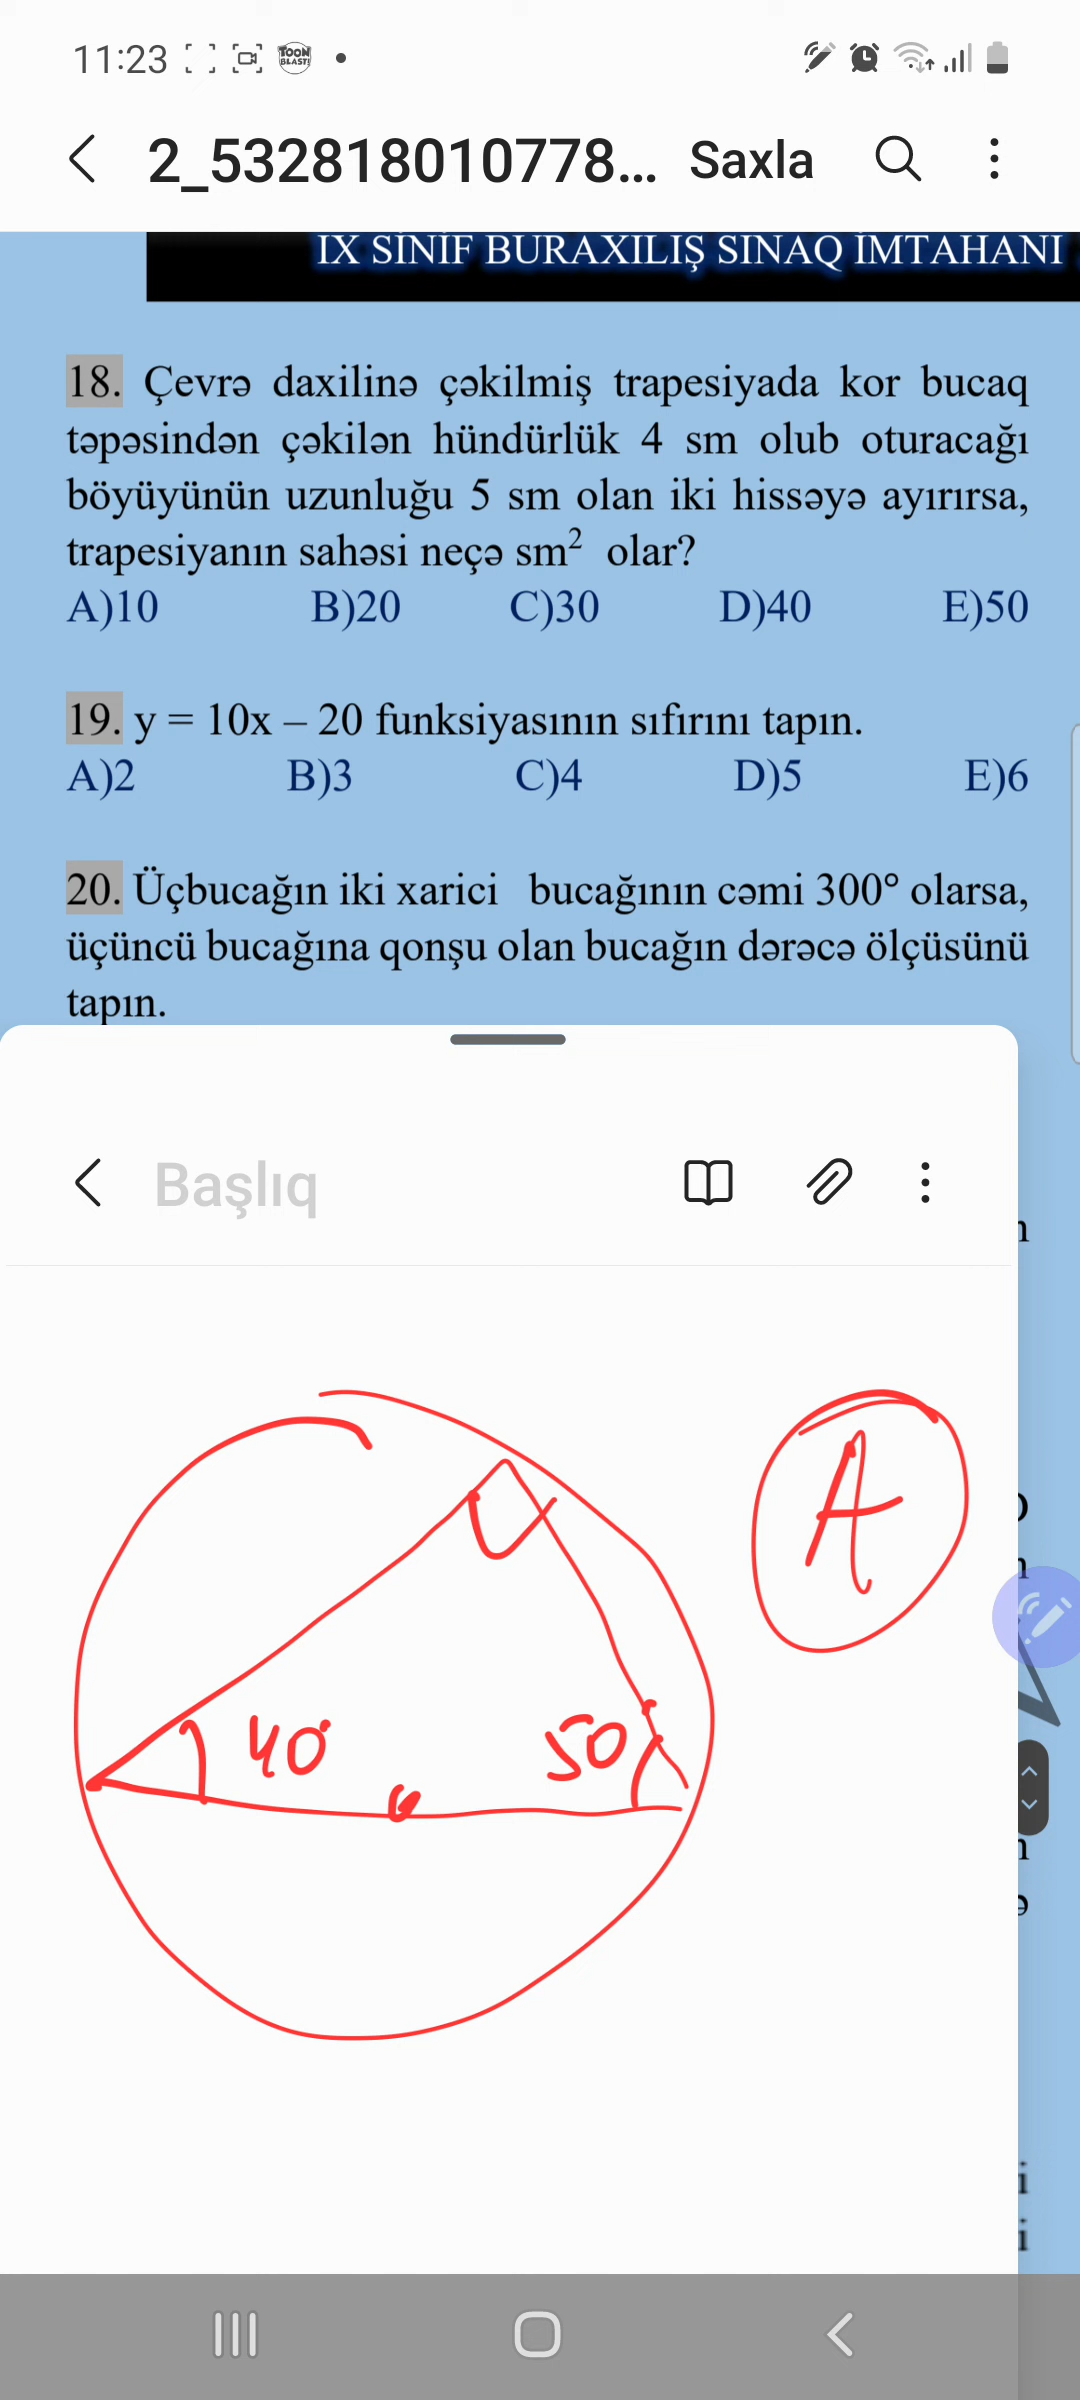 11:23 TOON BLAST!
2_532818010778... Saxla
IX SİNİF BURAXILIŞ SINAQ İMTAHANI
18. Çevrə daxilinə çəkilmiş trapesiyada kor bucaq
təpəsindən çəkilən hündürlük 4 sm olub oturacağı
böyüyünün uzunluğu 5 sm olan iki hissəyə ayırırsa,
trapesiyanın sahəsi neçə sm² olar?
A)10 B)20 C)30 D)40 E)50
19. y = 10x – 20 funksiyasının sıfırını tapın.
A)2 B)3 C)4 D)5 E)6
20. Üçbucağın iki xarici bucağının cəmi 300° olarsa,
üçüncü bucağına qonşu olan bucağın dərəcə ölçüsünü
tapın.
Başlıq
A
40° 50